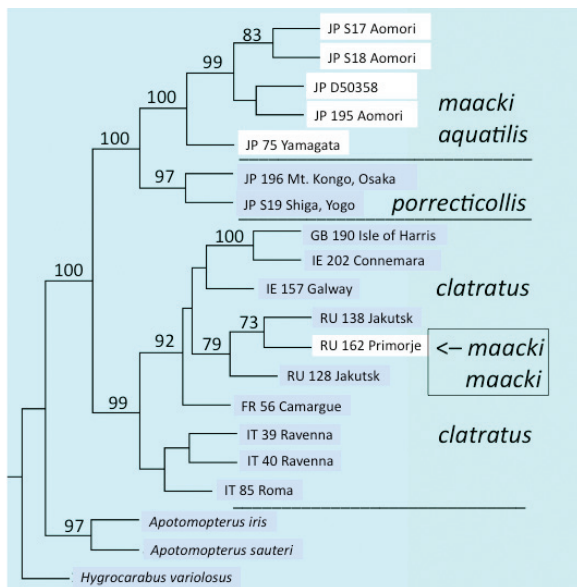 83
JP S17 Aomori
JP S18 Aomori
99
JP D50358
JP 195 Aomori
100
JP 75 Yamagata
maacki
aquatilis
100
97
JP 196 Mt. Kongo, Osaka
JP S19 Shiga, Yogo
porrecticollis
100
100
GB 190 Isle of Harris
IE 202 Connemara
IE 157 Galway
clatratus
92
79
73
RU 138 Jakutsk
RU 162 Primorje
<– maacki
maacki
RU 128 Jakutsk
99
FR 56 Camargue
IT 39 Ravenna
clatratus
IT 40 Ravenna
IT 85 Roma
97
Apotomopterus iris
Apotomopterus sauteri
Hygrocarabus variolosus